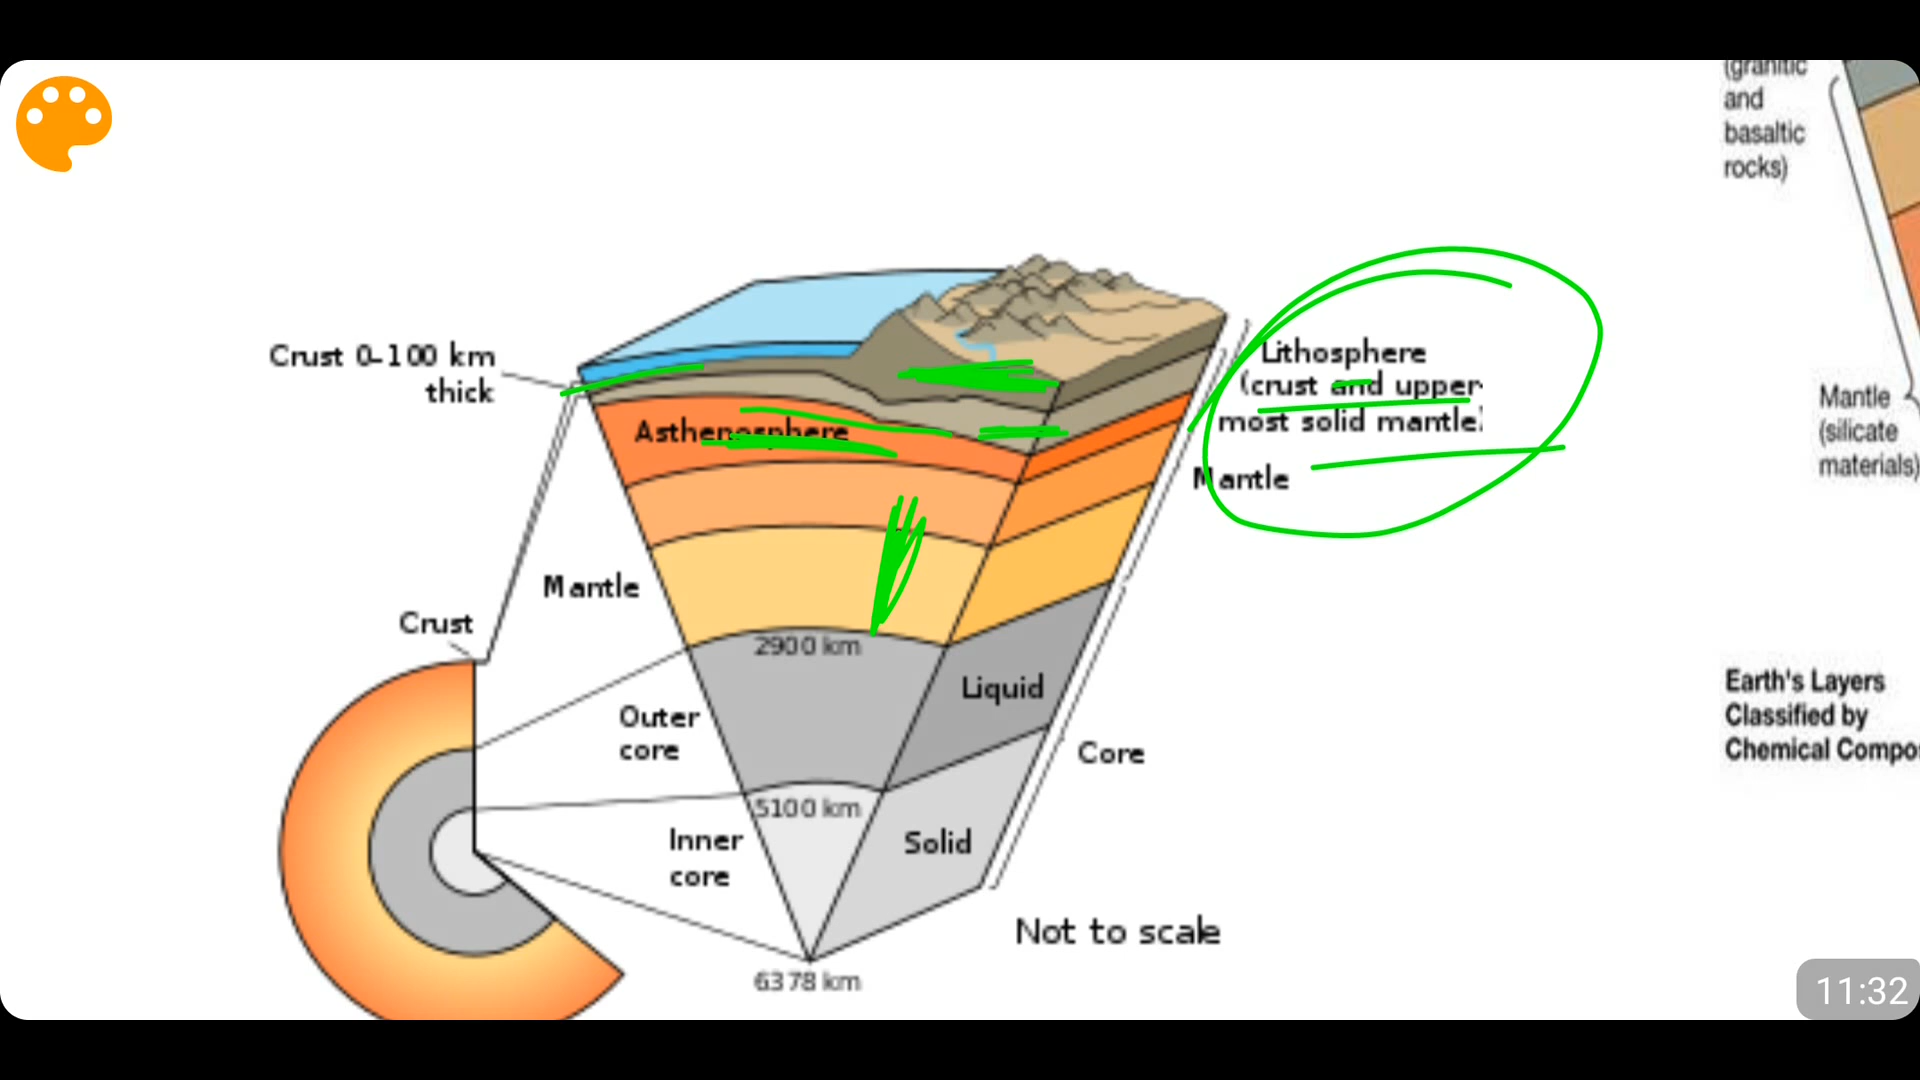 (granitic
and
basaltic
rocks)
Crust 0-100 km
thick
Lithosphere
(crust and upper-
most solid mantle)
Asthenosphere
Mantle
Mantle
(silicate
materials)
Mantle
Crust
2900 km
Liquid
Outer
core
Core
5100 km
Inner
core
Solid
Not to scale
6378 km
Earth's Layers
Classified by
Chemical
11:32